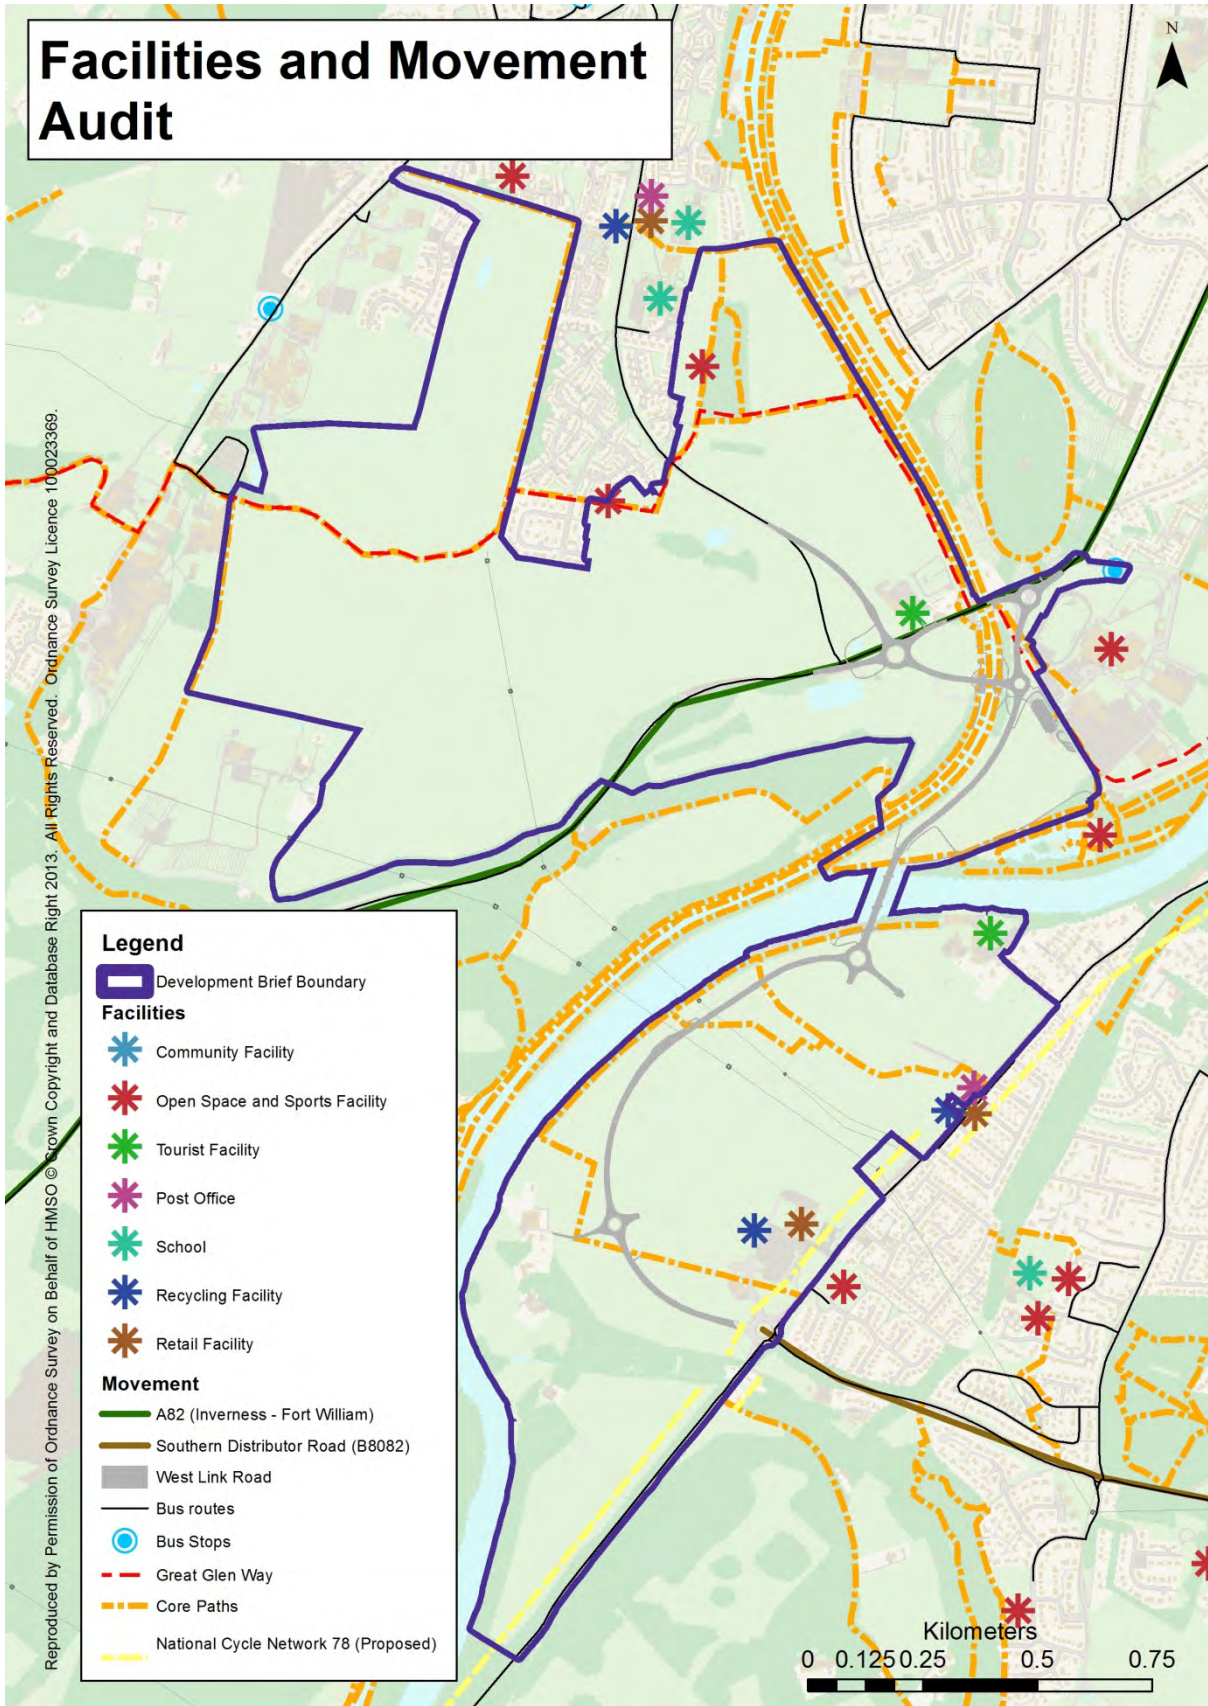 Facilities and Movement
Audit
N
Reproduced by Permission of Ordnance Survey on Behalf of HMSO © Crown Copyright and Database Right 2013. All Rights Reserved. Ordnance Survey Licence 100023369.
Legend
Development Brief Boundary
Facilities
Community Facility
Open Space and Sports Facility
Tourist Facility
Post Office
School
Recycling Facility
Retail Facility
Movement
A82 (Inverness - Fort William)
Southern Distributor Road (B8082)
West Link Road
Bus routes
Bus Stops
Great Glen Way
Core Paths
National Cycle Network 78 (Proposed)
Kilometers
0 0.125 0.25 0.5 0.75